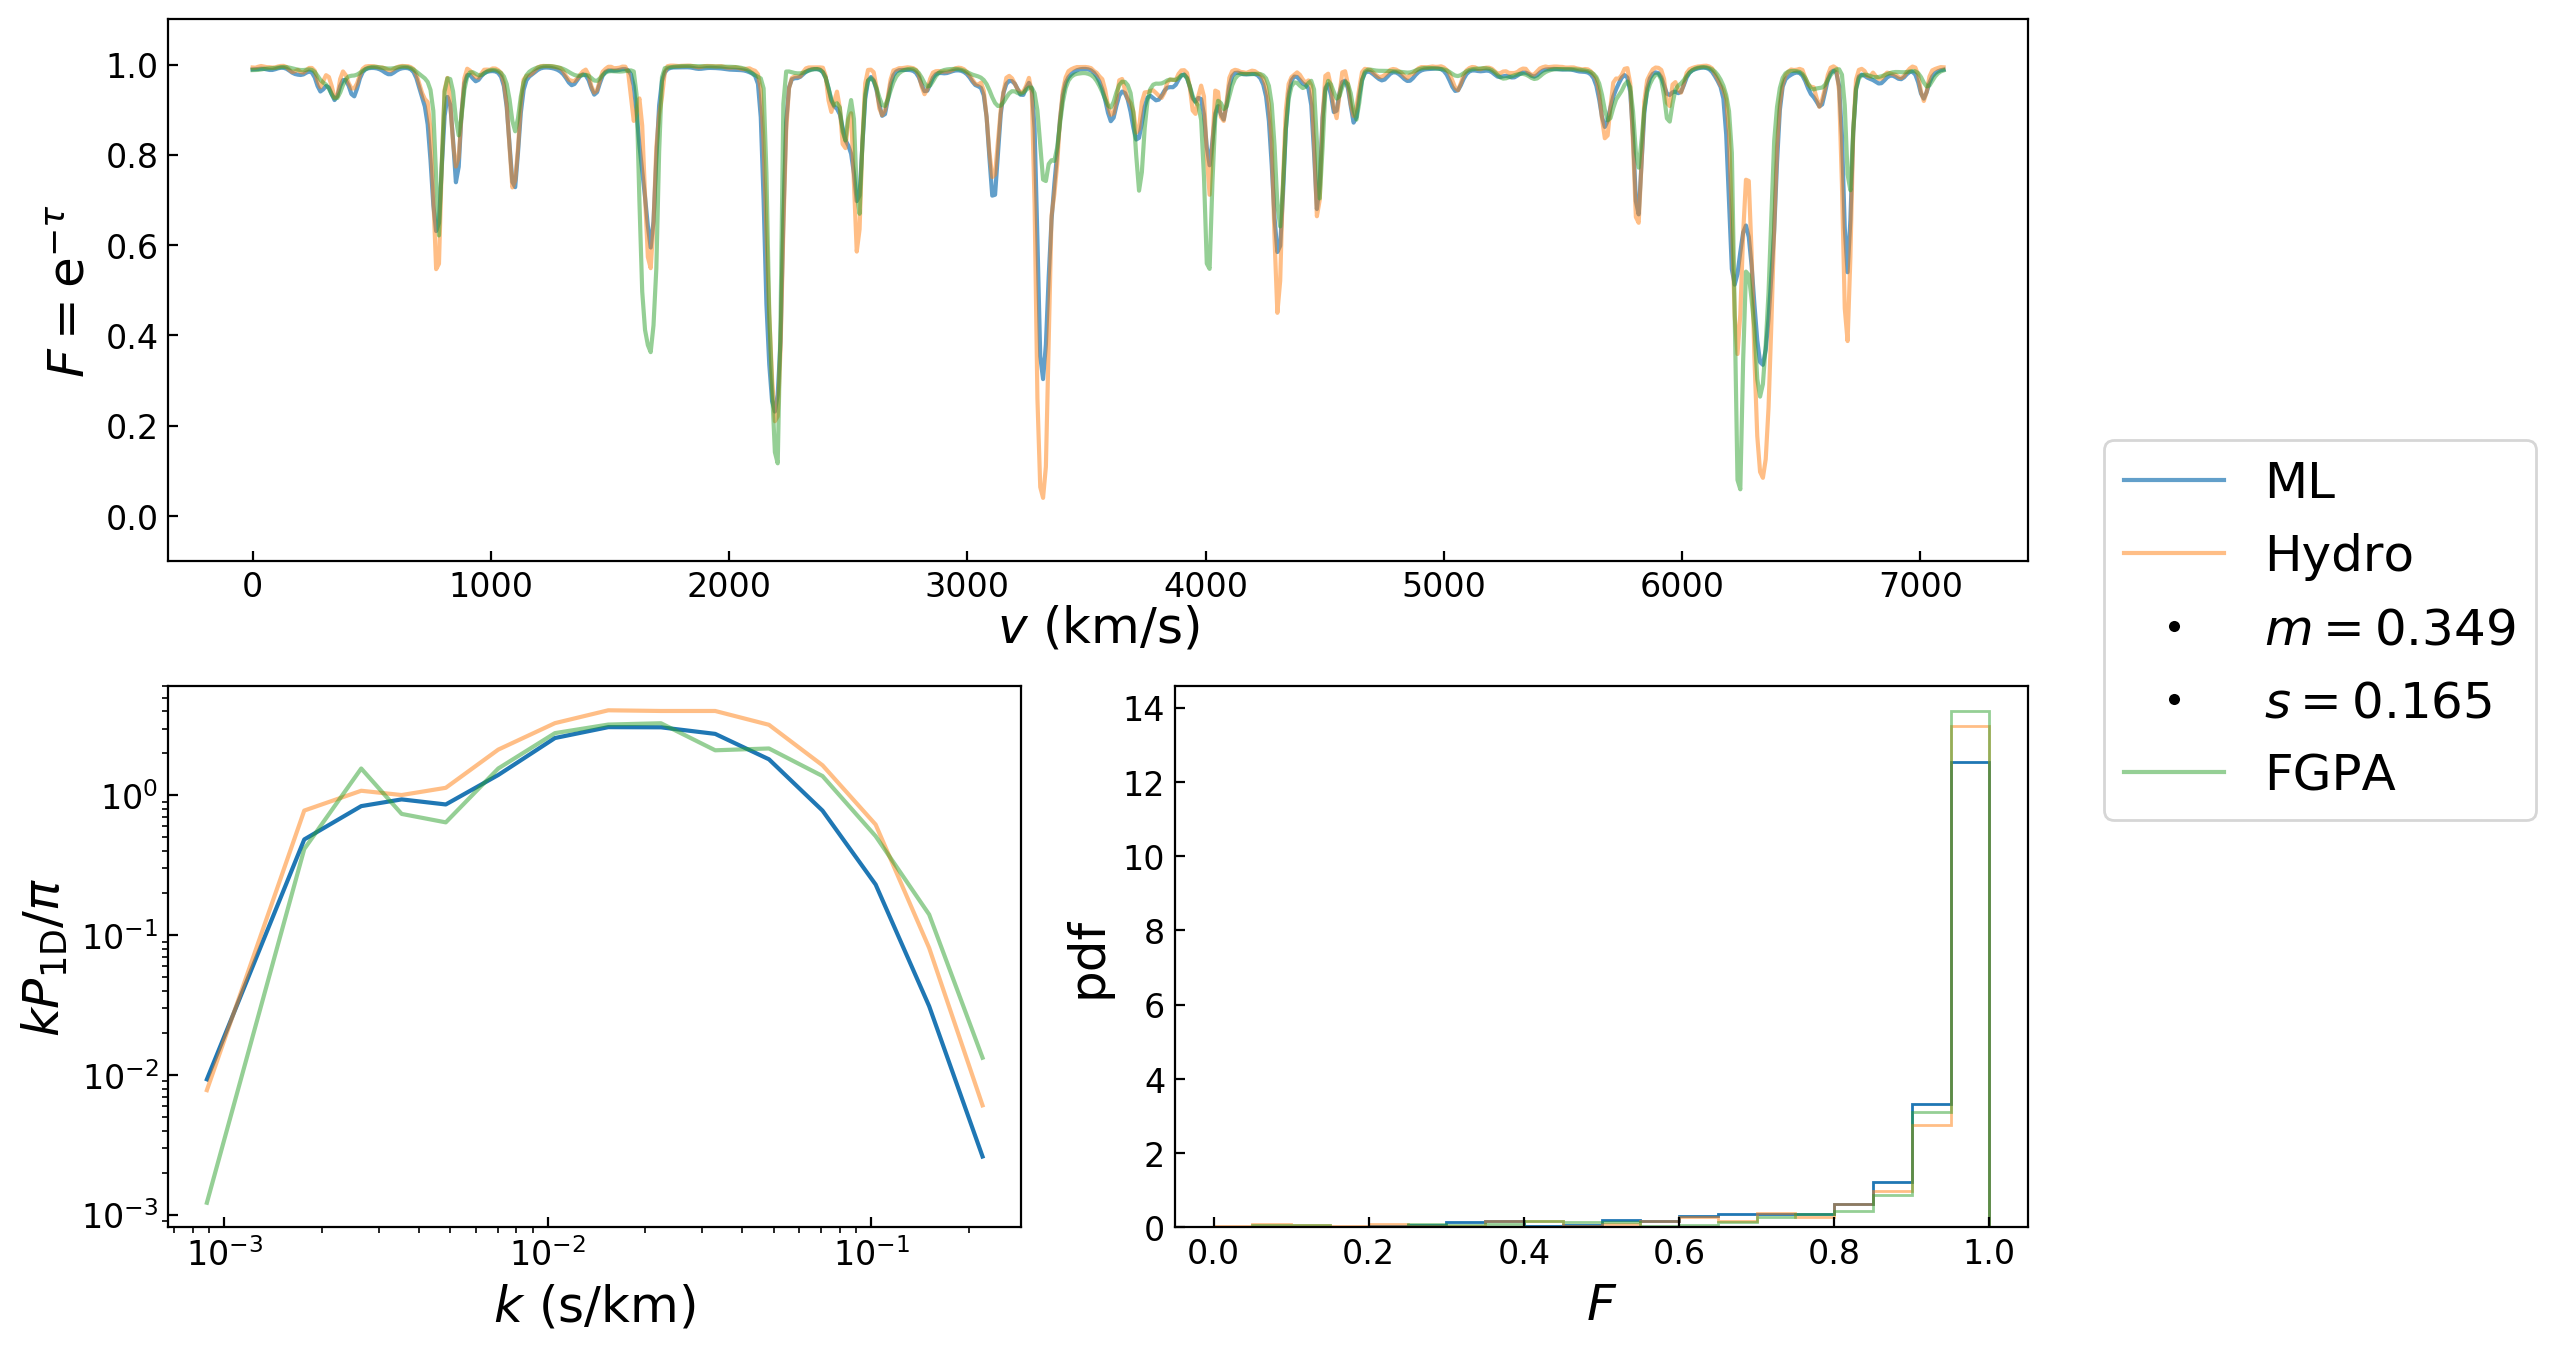 1.0
0.8
0.6
0.4
0.2
0.0
F = e^{−τ}
0 1000 2000 3000 4000 5000 6000 7000
v (km/s)
ML
Hydro
m = 0.349
s = 0.165
FGPA
10^0
10^{−1}
10^{−2}
10^{−3}
kP_{1D}/π
10^{−3} 10^{−2} 10^{−1}
k (s/km)
14
12
10
8
6
4
2
0
pdf
0.0 0.2 0.4 0.6 0.8 1.0
F